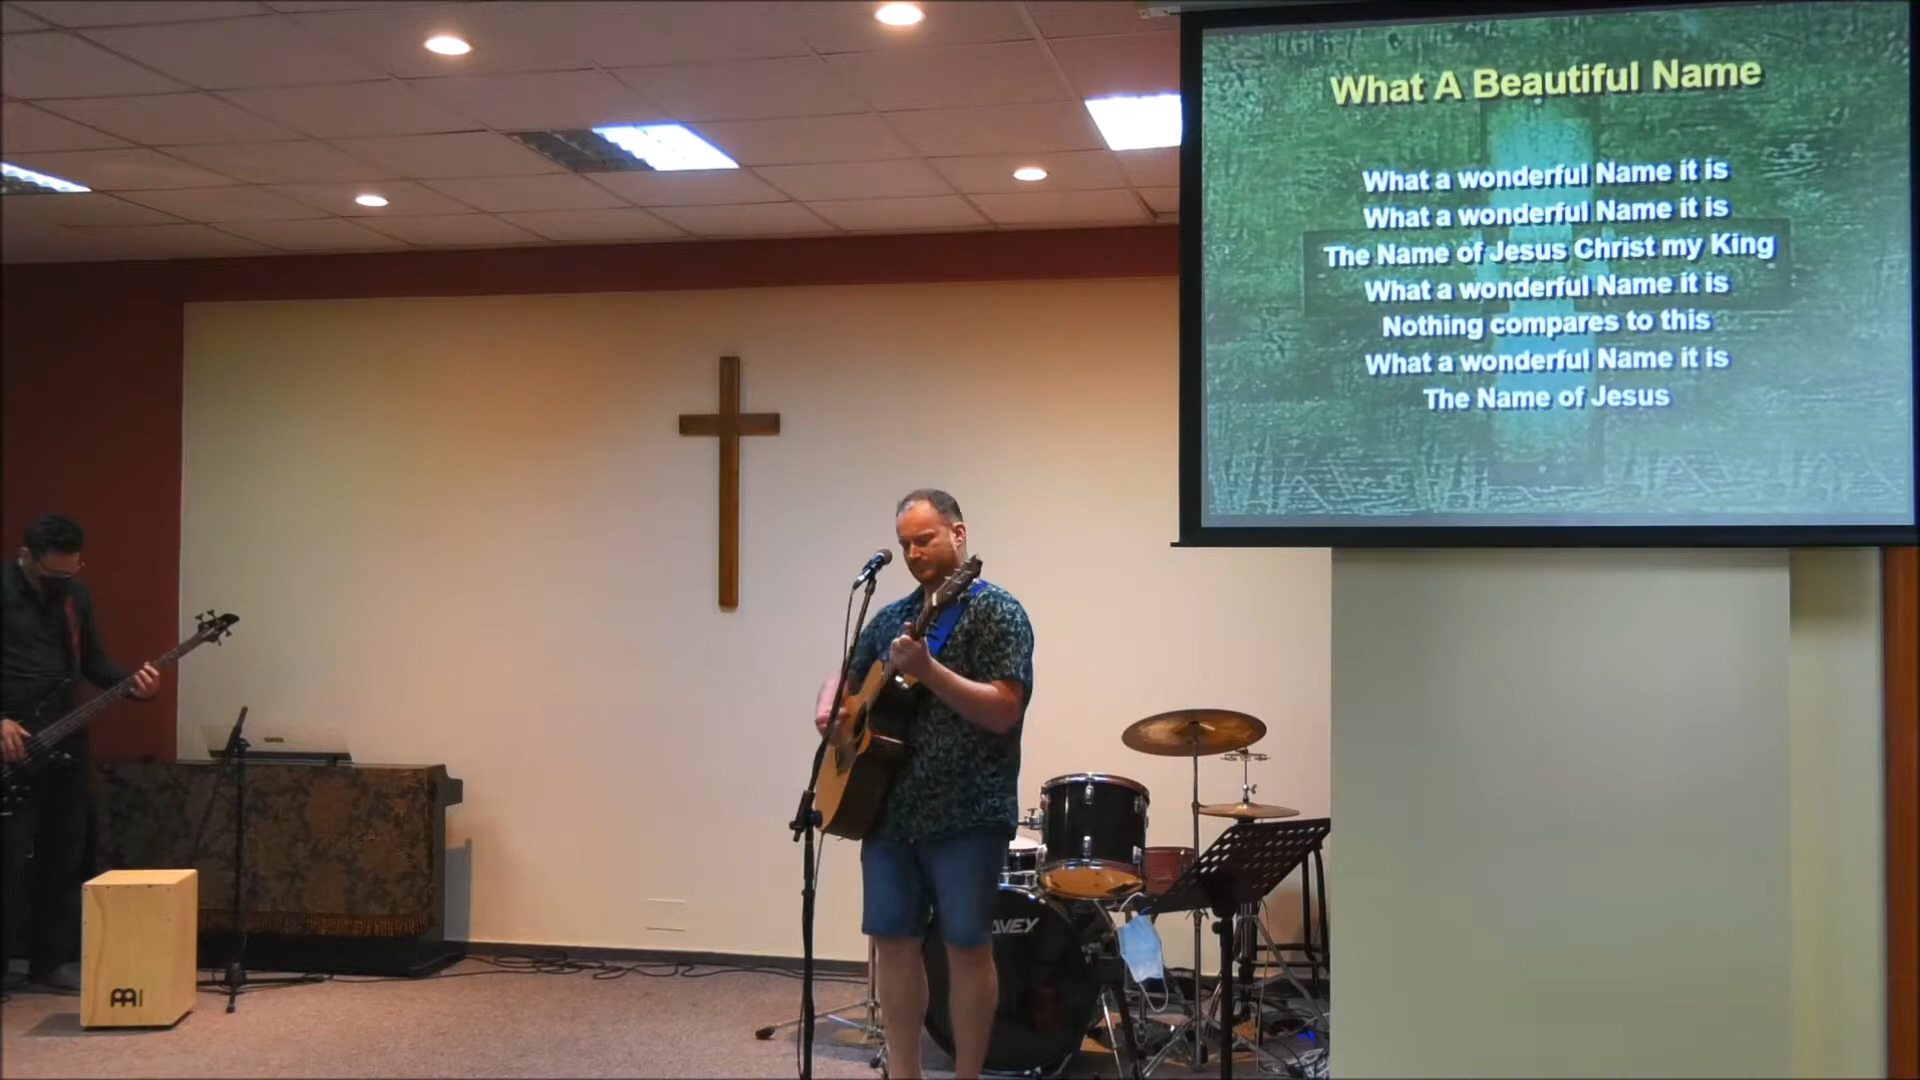 What A Beautiful Name
What a wonderful Name it is
What a wonderful Name it is
The Name of Jesus Christ my King
What a wonderful Name it is
Nothing compares to this
What a wonderful Name it is
The Name of Jesus
AVEY